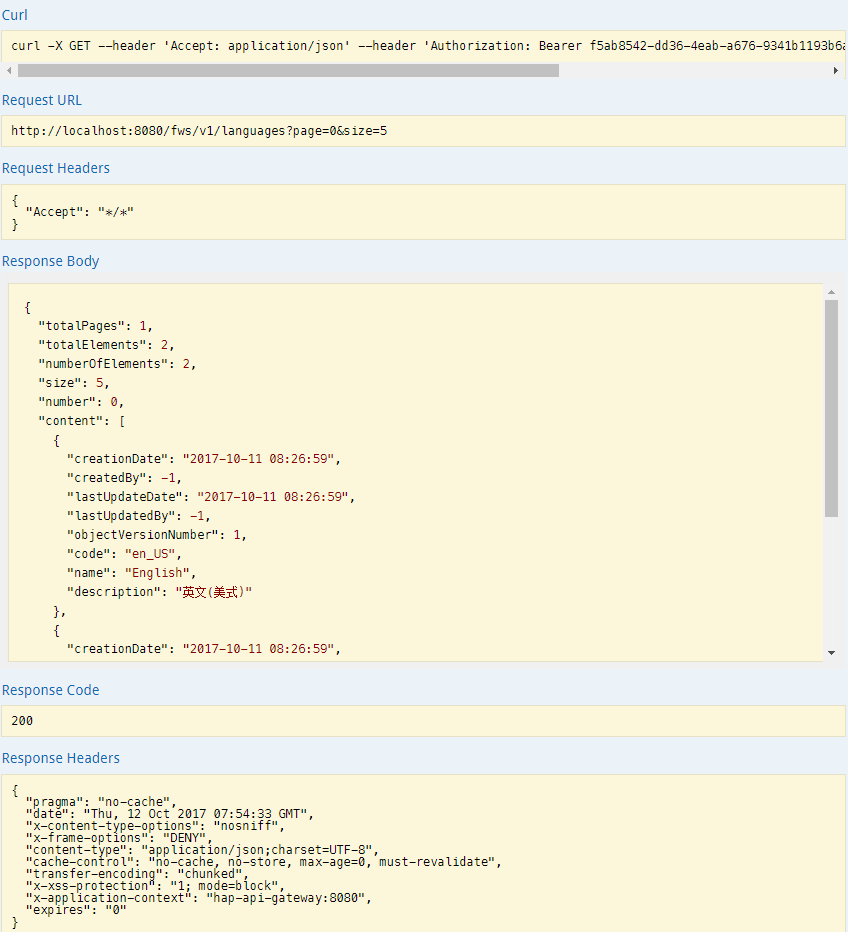 Curl
curl -X GET --header 'Accept: application/json' --header 'Authorization: Bearer f5ab8542-dd36-4eab-a676-9341b1193b6a
Request URL
http://localhost:8080/fws/v1/languages?page=0&size=5
Request Headers
{
  "Accept": "*/*"
}
Response Body
{
  "totalPages": 1,
  "totalElements": 2,
  "numberOfElements": 2,
  "size": 5,
  "number": 0,
  "content": [
    {
      "creationDate": "2017-10-11 08:26:59",
      "createdBy": -1,
      "lastUpdateDate": "2017-10-11 08:26:59",
      "lastUpdatedBy": -1,
      "objectVersionNumber": 1,
      "code": "en_US",
      "name": "English",
      "description": "英文(美式)"
    },
    {
      "creationDate": "2017-10-11 08:26:59",
Response Code
200
Response Headers
{
  "pragma": "no-cache",
  "date": "Thu, 12 Oct 2017 07:54:33 GMT",
  "x-content-type-options": "nosniff",
  "x-frame-options": "DENY",
  "content-type": "application/json;charset=UTF-8",
  "cache-control": "no-cache, no-store, max-age=0, must-revalidate",
  "transfer-encoding": "chunked",
  "x-xss-protection": "1; mode=block",
  "x-application-context": "hap-api-gateway:8080",
  "expires": "0"
}